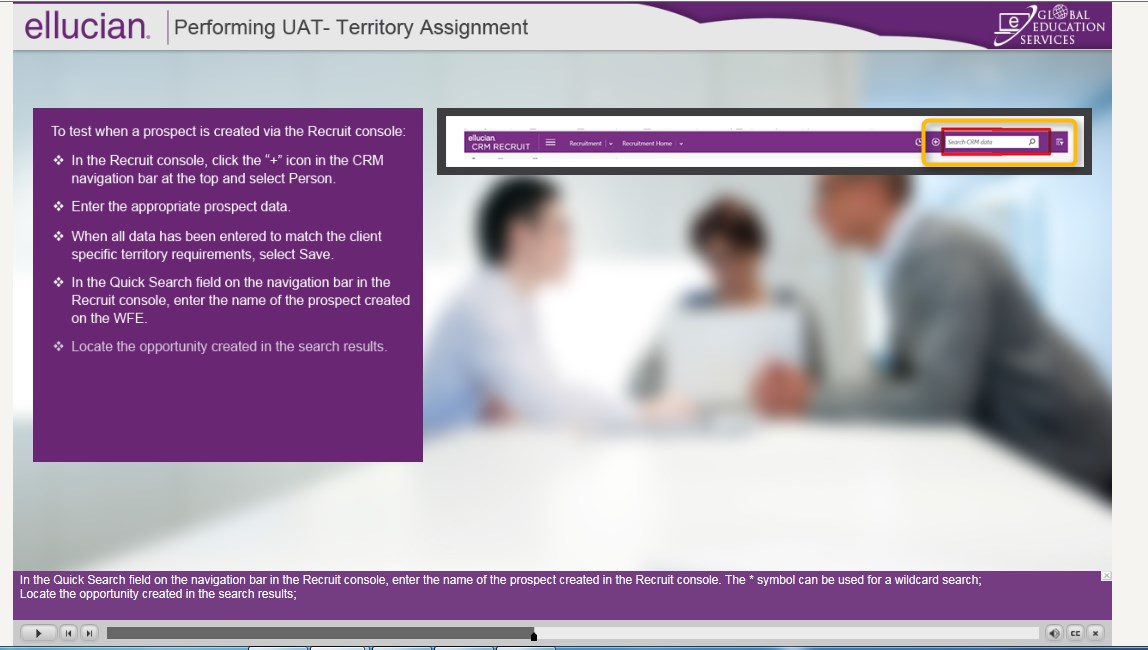 ellucian.
Performing UAT- Territory Assignment
GLOBAL
EDUCATION
SERVICES
e
To test when a prospect is created via the Recruit console:
❖ In the Recruit console, click the “+” icon in the CRM
navigation bar at the top and select Person.
❖ Enter the appropriate prospect data.
❖ When all data has been entered to match the client
specific territory requirements, select Save.
❖ In the Quick Search field on the navigation bar in the
Recruit console, enter the name of the prospect created
on the WFE.
❖ Locate the opportunity created in the search results.
ellucian.
CRM RECRUIT
Recruitment
Recruitment Home
Search CRM data
In the Quick Search field on the navigation bar in the Recruit console, enter the name of the prospect created in the Recruit console. The * symbol can be used for a wildcard search;
Locate the opportunity created in the search results;
CC